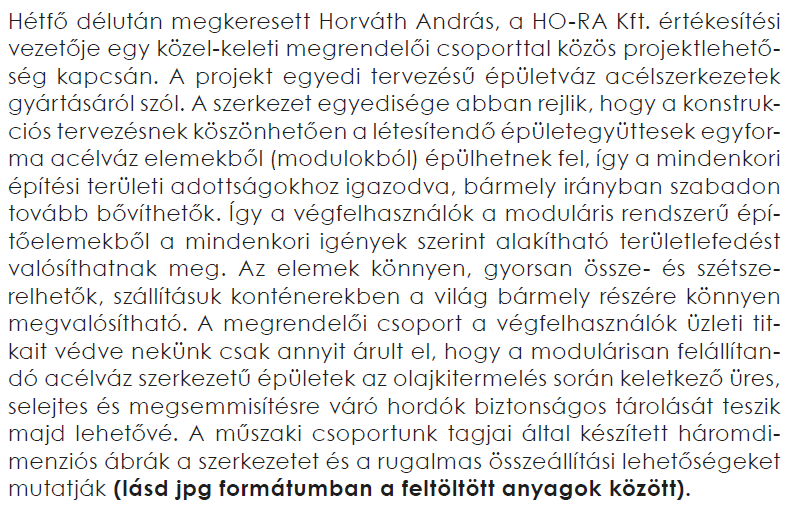 Hétfő délután megkeresett Horváth András, a HO-RA Kft. értékesítési
vezetője egy közel-keleti megrendelői csoporttal közös projektlehető-
ség kapcsán. A projekt egyedi tervezésű épületváz acélszerkezetek
gyártásáról szól. A szerkezet egyedisége abban rejlik, hogy a konstruk-
ciós tervezésnek köszönhetően a létesítendő épületegyüttesek egyfor-
ma acélváz elemekből (modulokból) épülhetnek fel, így a mindenkori
építési területi adottságokhoz igazodva, bármely irányban szabadon
tovább bővíthetők. Így a végfelhasználók a moduláris rendszerű épí-
tőelemekből a mindenkori igények szerint alakítható területlefedést
valósíthatnak meg. Az elemek könnyen, gyorsan össze- és szétsze-
relhetők, szállításuk konténerekben a világ bármely részére könnyen
megvalósítható. A megrendelői csoport a végfelhasználók üzleti tit-
kait védve nekünk csak annyit árult el, hogy a modulárisan felállítan-
dó acélváz szerkezetű épületek az olajkitermelés során keletkező üres,
selejtes és megsemmisítésre váró hordók biztonságos tárolását teszik
majd lehetővé. A műszaki csoportunk tagjai által készített háromdi-
menziós ábrák a szerkezetet és a rugalmas összeállítási lehetőségeket
mutatják (lásd jpg formátumban a feltöltött anyagok között).